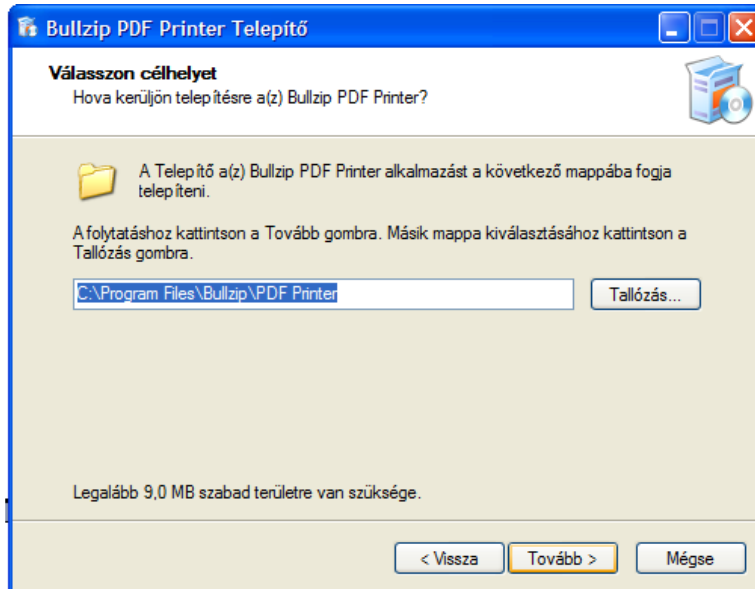 Bullzip PDF Printer Telepítő
Válasszon célhelyet
Hova kerüljön telepítésre a(z) Bullzip PDF Printer?
A Telepítő a(z) Bullzip PDF Printer alkalmazást a következő mappába fogja
telepíteni.
A folytatáshoz kattintson a Tovább gombra. Másik mappa kiválasztásához kattintson a
Tallózás gombra.
C:\Program Files\Bullzip\PDF Printer
Tallózás...
Legalább 9,0 MB szabad területre van szüksége.
< Vissza
Tovább >
Mégse